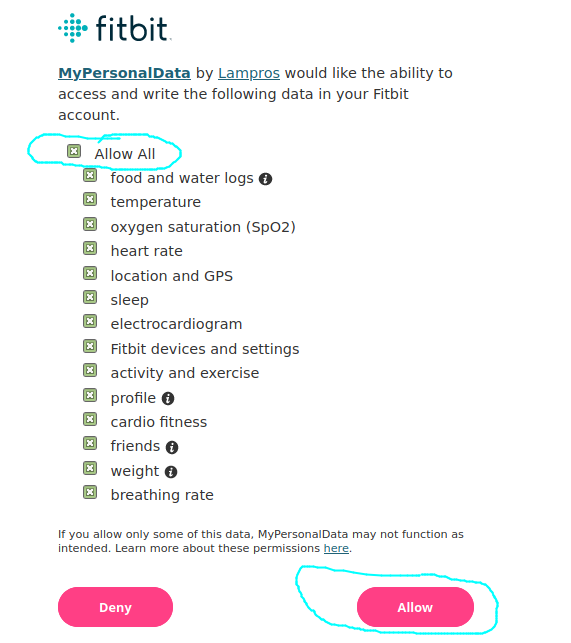 fitbit
MyPersonalData by Lampros would like the ability to
access and write the following data in your Fitbit
account.
Allow All
food and water logs
temperature
oxygen saturation (SpO2)
heart rate
location and GPS
sleep
electrocardiogram
Fitbit devices and settings
activity and exercise
profile
cardio fitness
friends
weight
breathing rate
If you allow only some of this data, MyPersonalData may not function as
intended. Learn more about these permissions here.
Deny
Allow